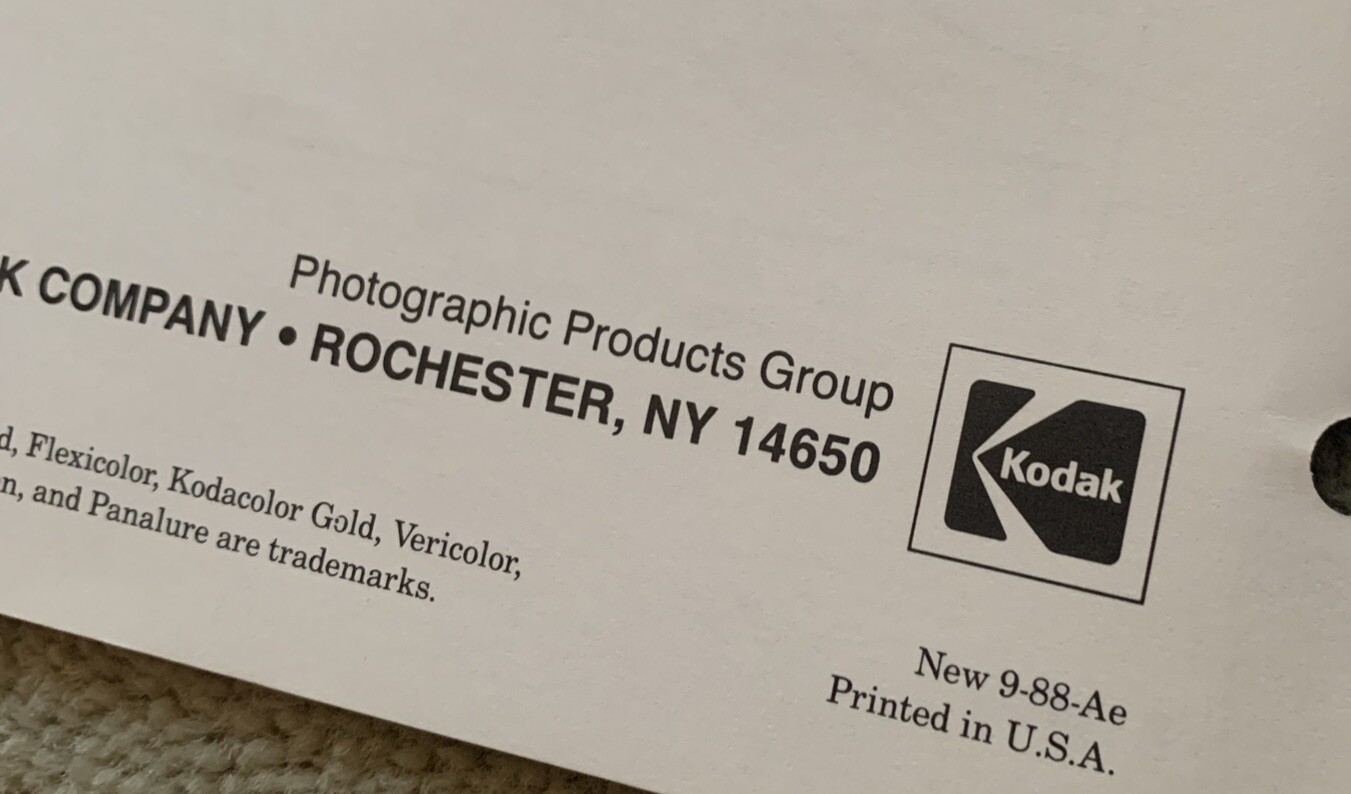 Photographic Products Group
K COMPANY • ROCHESTER, NY 14650
Kodak
d, Flexicolor, Kodacolor Gold, Vericolor,
n, and Panalure are trademarks.
New 9-88-Ae
Printed in U.S.A.